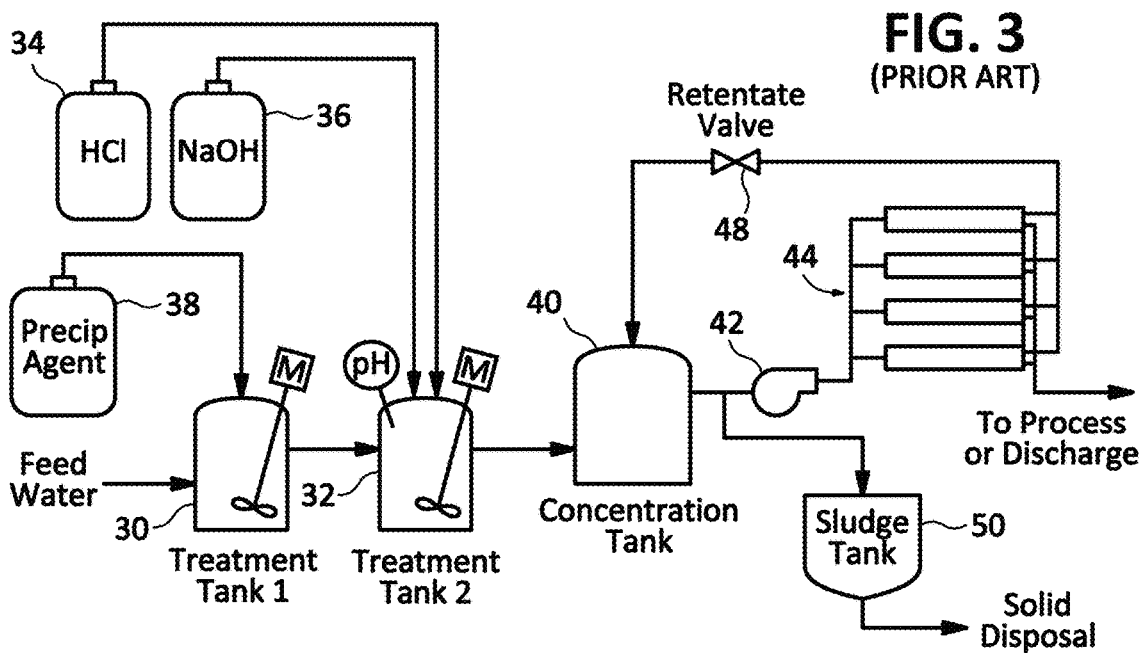 FIG. 3
(PRIOR ART)
34
HCl
NaOH
36
Retentate
Valve
48
38
Precip
Agent
44
40
42
pH
M
M
Feed
Water
30
32
To Process
or Discharge
Treatment
Tank 1
Treatment
Tank 2
Concentration
Tank
Sludge
Tank
50
Solid
Disposal